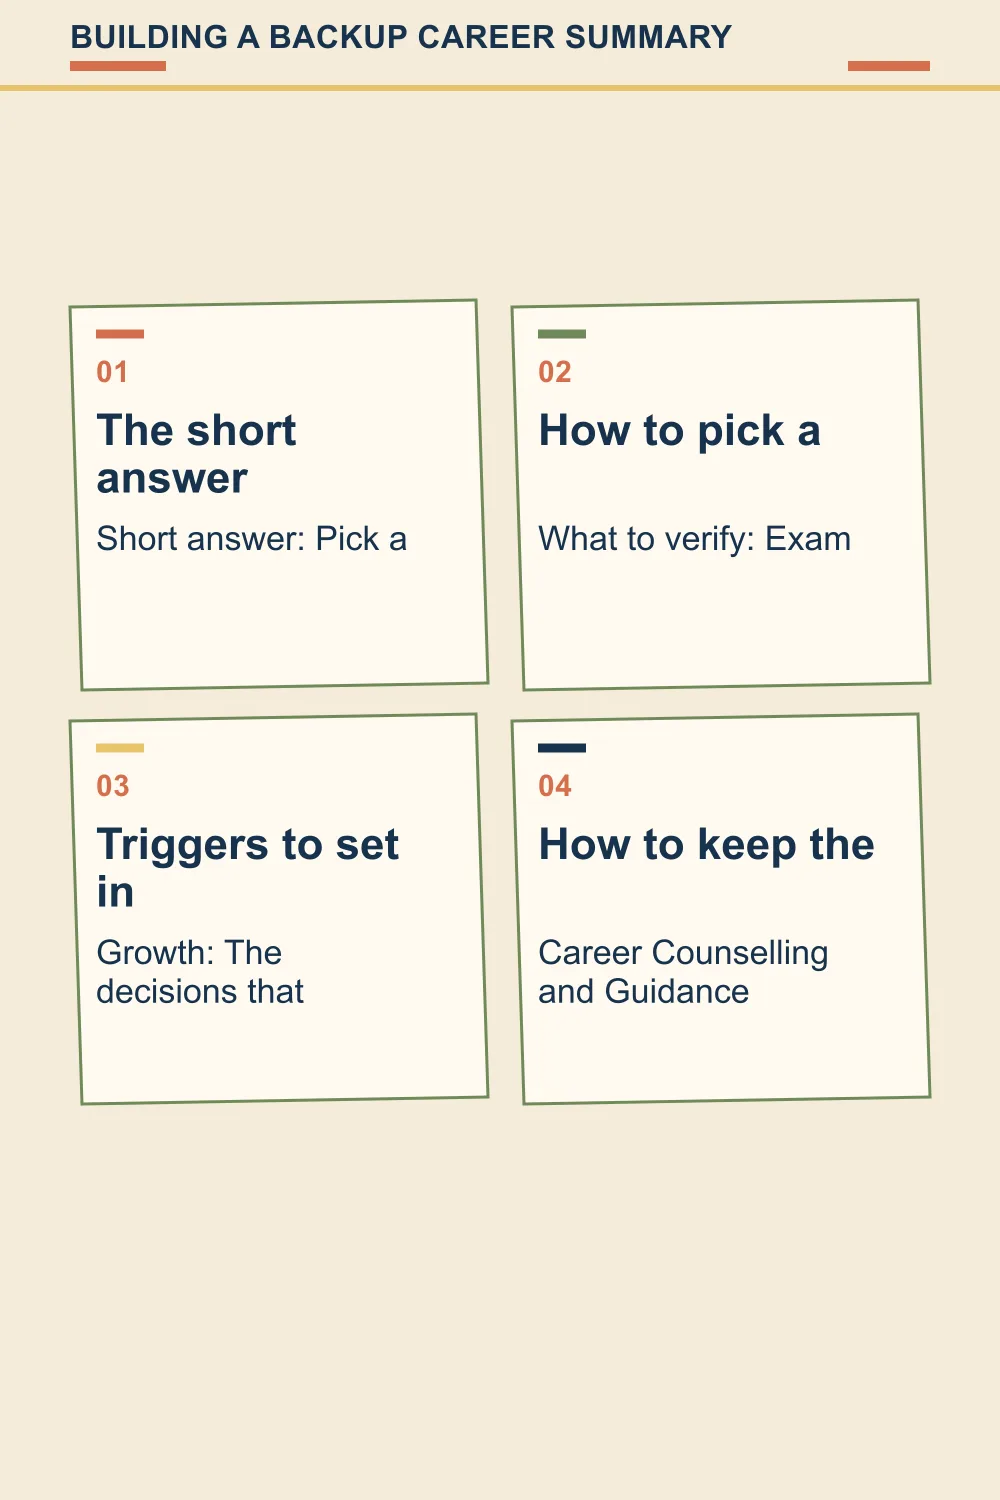 BUILDING A BACKUP CAREER SUMMARY
01
The short
answer
Short answer: Pick a
02
How to pick a
What to verify: Exam
03
Triggers to set
in
Growth: The
decisions that
04
How to keep the
Career Counselling
and Guidance